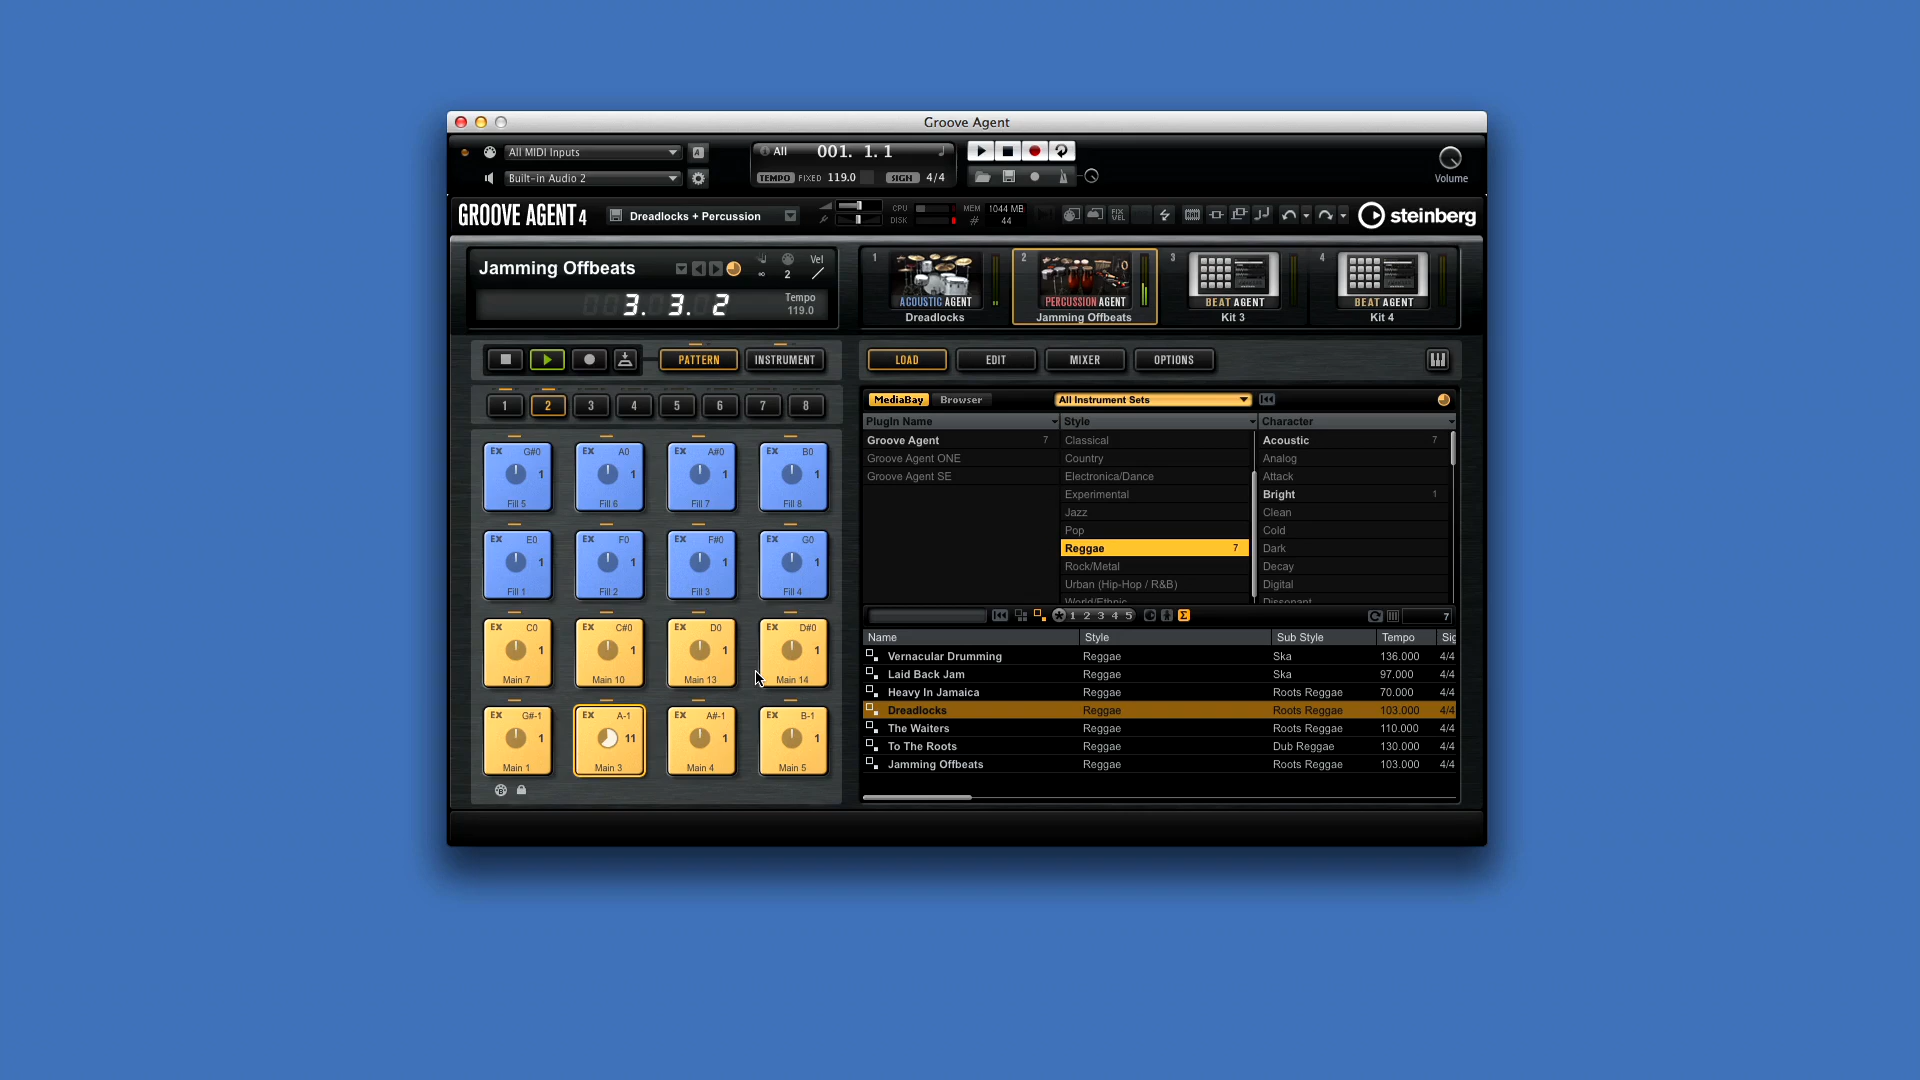 Groove Agent
All MIDI Inputs
A
All 001. 1. 1
Built-in Audio 2
TEMPO FIXED 119.0 SIGN 4/4
Volume
GROOVE AGENT 4
Dreadlocks + Percussion
CPU
DISK
MEM 1044 MB
# 44
FIX VEL
steinberg
Jamming Offbeats
∞
2
Vel
3. 3. 2
Tempo
119.0
1
ACOUSTIC AGENT
Dreadlocks
2
PERCUSSION AGENT
Jamming Offbeats
3
BEAT AGENT
Kit 3
4
BEAT AGENT
Kit 4
PATTERN INSTRUMENT
LOAD EDIT MIXER OPTIONS
1 2 3 4 5 6 7 8
EX G#0 EX A0 EX A#0 EX B0
1 1 1 1
Fill 5 Fill 6 Fill 7 Fill 8
EX E0 EX F0 EX F#0 EX G0
1 1 1 1
Fill 1 Fill 2 Fill 3 Fill 4
EX C0 EX C#0 EX D0 EX D#0
1 1 1 1
Main 7 Main 10 Main 13 Main 14
EX G#-1 EX A-1 EX A#-1 EX B-1
1 11 1 1
Main 1 Main 3 Main 4 Main 5
MediaBay Browser All Instrument Sets
PlugIn Name Style Character
Groove Agent 7 Classical Acoustic 7
Groove Agent ONE Country Analog
Groove Agent SE Electronica/Dance Attack
Experimental Bright 1
Jazz Clean
Pop Cold
Reggae 7 Dark
Rock/Metal Decay
Urban (Hip-Hop / R&B) Digital
World/Ethnic Dissonant
1 2 3 4 5 Σ 7
Name Style Sub Style Tempo Sig
Vernacular Drumming Reggae Ska 136.000 4/4
Laid Back Jam Reggae Ska 97.000 4/4
Heavy In Jamaica Reggae Roots Reggae 70.000 4/4
Dreadlocks Reggae Roots Reggae 103.000 4/4
The Waiters Reggae Roots Reggae 110.000 4/4
To The Roots Reggae Dub Reggae 130.000 4/4
Jamming Offbeats Reggae Roots Reggae 103.000 4/4